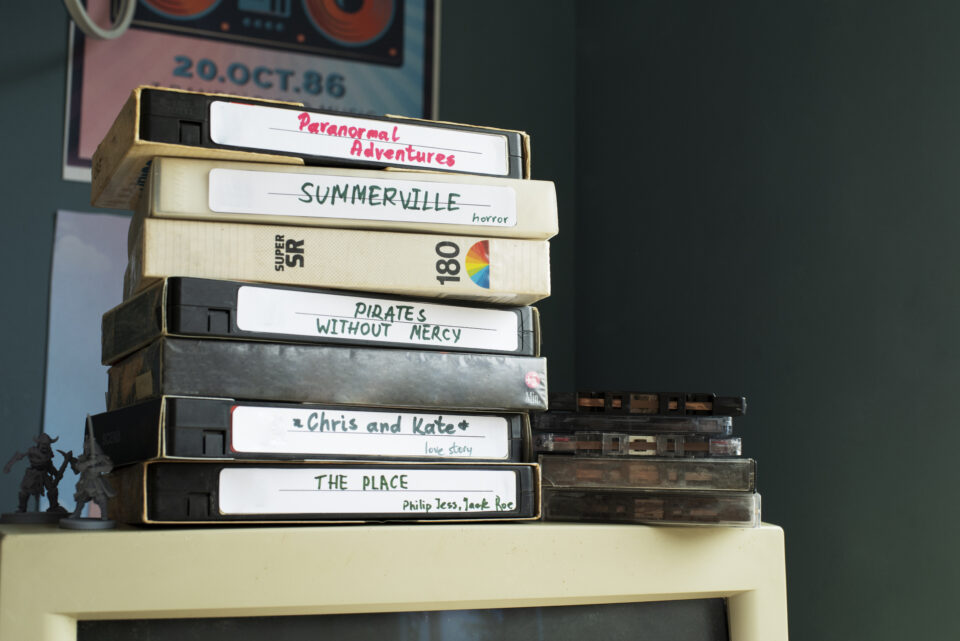 20.OCT.86
Paranormal
Adventures
SUMMERVILLE
horror
SUPER
SR
180
PIRATES
WITHOUT MERCY
Chris and Kate
love story
THE PLACE
Philip Jess, Jack Roe